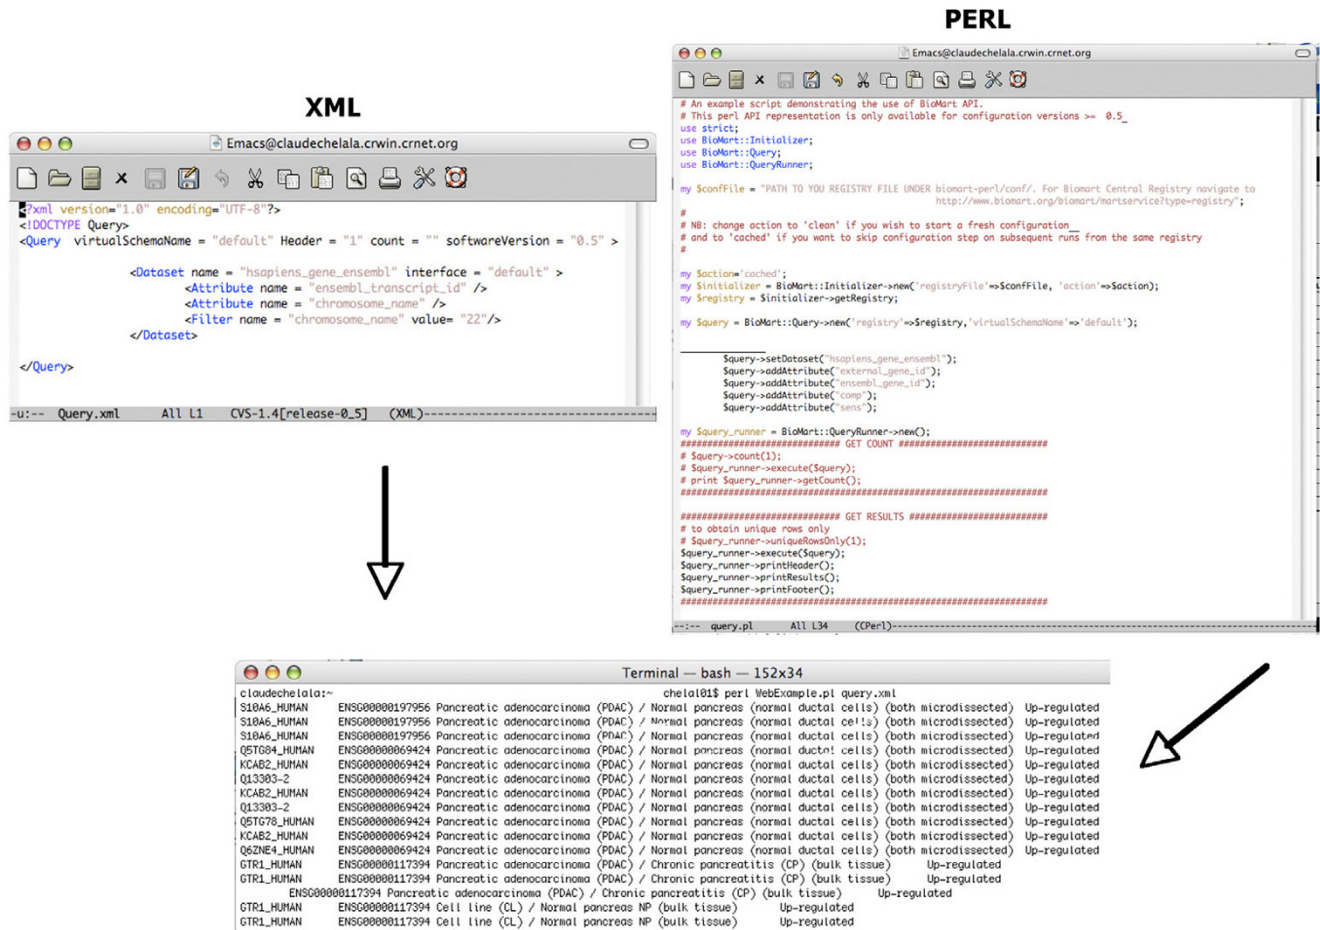 PERL
XML
Emacs@claudechelala.crwin.crnet.org
<?xml version="1.0" encoding="UTF-8"?>
<!DOCTYPE Query>
<Query virtualSchemaName = "default" Header = "1" count = "" softwareVersion = "0.5" >
<Dataset name = "hsapiens_gene_ensembl" interface = "default" >
<Attribute name = "ensembl_transcript_id" />
<Attribute name = "chromosome_name" />
<Filter name = "chromosome_name" value= "22"/>
</Dataset>
</Query>
-u:-- Query.xml All L1 CVS-1.4[release-0_5] (XML)----------------------------------
Emacs@claudechelala.crwin.crnet.org
# An example script demonstrating the use of BioMart API.
# This perl API representation is only available for configuration versions >= 0.5_
use strict;
use BioMart::Initializer;
use BioMart::Query;
use BioMart::QueryRunner;
my $confFile = "PATH TO YOU REGISTRY FILE UNDER biomart-perl/conf/. For Biomart Central Registry navigate to
http://www.biomart.org/biomart/martservice?type=registry";
#
# NB: change action to 'clean' if you wish to start a fresh configuration__
# and to 'cached' if you want to skip configuration step on subsequent runs from the same registry
#
my $action='cached';
my $initializer = BioMart::Initializer->new('registryFile'=>$confFile, 'action'=>$action);
my $registry = $initializer->getRegistry;
my $query = BioMart::Query->new('registry'=>$registry,'virtualSchemaName'=>'default');
$query->setDataset("hsapiens_gene_ensembl");
$query->addAttribute("external_gene_id");
$query->addAttribute("ensembl_gene_id");
$query->addAttribute("comp");
$query->addAttribute("sens");
my $query_runner = BioMart::QueryRunner->new();
############################## GET COUNT ############################
# $query->count(1);
# $query_runner->execute($query);
# print $query_runner->getCount();
#####################################################################
############################## GET RESULTS ##########################
# to obtain unique rows only
# $query_runner->uniqueRowsOnly(1);
$query_runner->execute($query);
$query_runner->printHeader();
$query_runner->printResults();
$query_runner->printFooter();
#####################################################################
--:-- query.pl All L34 (CPerl)----------------------------------
Terminal — bash — 152x34
claudechelala:~ chelal01$ perl WebExample.pl query.xml
S10A6_HUMAN ENSG00000197956 Pancreatic adenocarcinoma (PDAC) / Normal pancreas (normal ductal cells) (both microdissected) Up-regulated
S10A6_HUMAN ENSG00000197956 Pancreatic adenocarcinoma (PDAC) / Normal pancreas (normal ductal cells) (both microdissected) Up-regulated
S10A6_HUMAN ENSG00000197956 Pancreatic adenocarcinoma (PDAC) / Normal pancreas (normal ductal cells) (both microdissected) Up-regulated
Q5TG84_HUMAN ENSG00000069424 Pancreatic adenocarcinoma (PDAC) / Normal pancreas (normal ductal cells) (both microdissected) Up-regulated
KCAB2_HUMAN ENSG00000069424 Pancreatic adenocarcinoma (PDAC) / Normal pancreas (normal ductal cells) (both microdissected) Up-regulated
Q13303-2 ENSG00000069424 Pancreatic adenocarcinoma (PDAC) / Normal pancreas (normal ductal cells) (both microdissected) Up-regulated
KCAB2_HUMAN ENSG00000069424 Pancreatic adenocarcinoma (PDAC) / Normal pancreas (normal ductal cells) (both microdissected) Up-regulated
Q13303-2 ENSG00000069424 Pancreatic adenocarcinoma (PDAC) / Normal pancreas (normal ductal cells) (both microdissected) Up-regulated
Q5TG78_HUMAN ENSG00000069424 Pancreatic adenocarcinoma (PDAC) / Normal pancreas (normal ductal cells) (both microdissected) Up-regulated
KCAB2_HUMAN ENSG00000069424 Pancreatic adenocarcinoma (PDAC) / Normal pancreas (normal ductal cells) (both microdissected) Up-regulated
Q6ZNE4_HUMAN ENSG00000069424 Pancreatic adenocarcinoma (PDAC) / Normal pancreas (normal ductal cells) (both microdissected) Up-regulated
GTR1_HUMAN ENSG00000117394 Pancreatic adenocarcinoma (PDAC) / Chronic pancreatitis (CP) (bulk tissue) Up-regulated
GTR1_HUMAN ENSG00000117394 Pancreatic adenocarcinoma (PDAC) / Chronic pancreatitis (CP) (bulk tissue) Up-regulated
ENSG00000117394 Pancreatic adenocarcinoma (PDAC) / Chronic pancreatitis (CP) (bulk tissue) Up-regulated
GTR1_HUMAN ENSG00000117394 Cell line (CL) / Normal pancreas NP (bulk tissue) Up-regulated
GTR1_HUMAN ENSG00000117394 Cell line (CL) / Normal pancreas NP (bulk tissue) Up-regulated